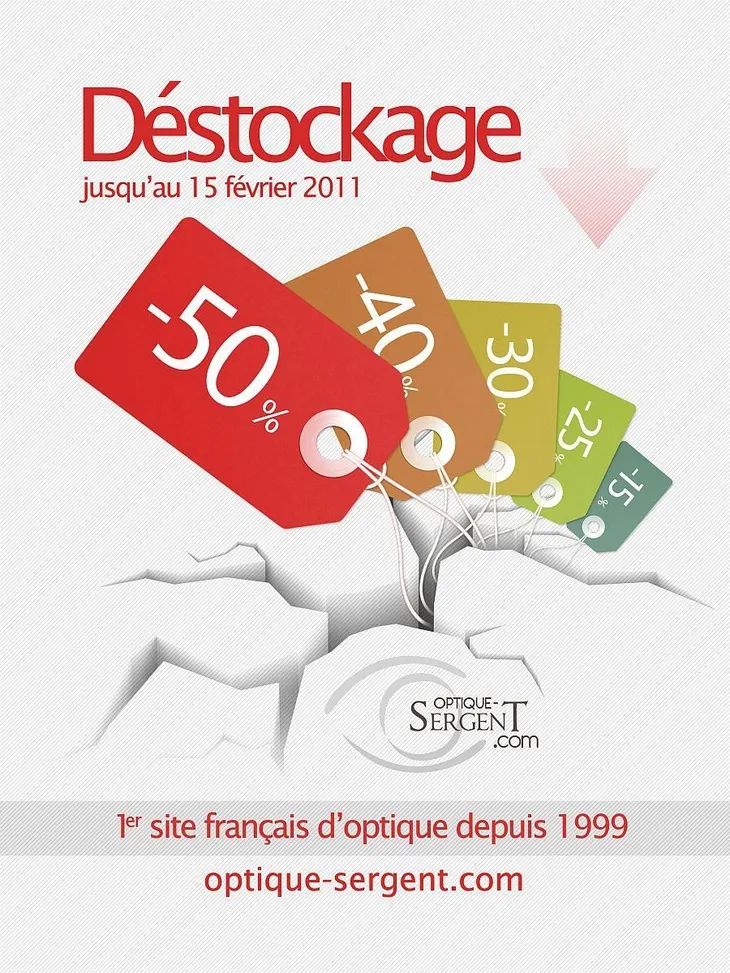 Déstockage
jusqu'au 15 février 2011
-50%
-40%
-30%
-25%
-15%
OPTIQUE-
SERGENT
.com
1er site français d'optique depuis 1999
optique-sergent.com